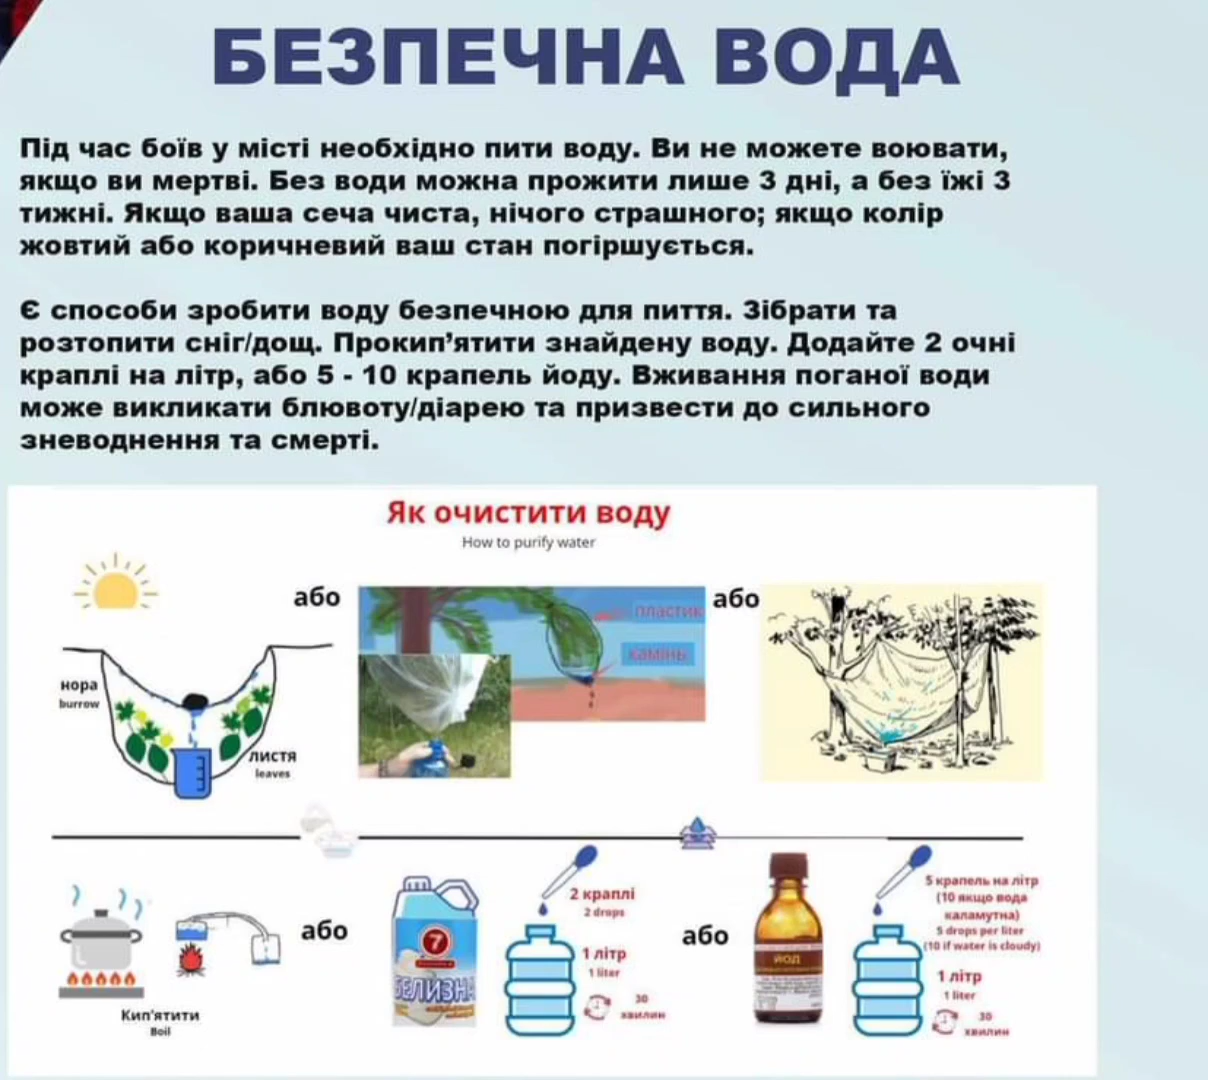 БЕЗПЕЧНА ВОДА
Під час боїв у місті необхідно пити воду. Ви не можете воювати,
якщо ви мертві. Без води можна прожити лише 3 дні, а без їжі 3
тижні. Якщо ваша сеча чиста, нічого страшного; якщо колір
жовтий або коричневий ваш стан погіршується.
Є способи зробити воду безпечною для пиття. Зібрати та
розтопити сніг/дощ. Прокип’ятити знайдену воду. Додайте 2 очні
краплі на літр, або 5 - 10 крапель йоду. Вживання поганої води
може викликати блювоту/діарею та призвести до сильного
зневоднення та смерті.
Як очистити воду
How to purify water
або
пластик
камінь
або
нора
burrow
листя
leaves
Кип'ятити
Boil
або
7
БЕЛИЗНА
2 краплі
2 drops
1 літр
1 liter
30
хвилин
або
ЙОД
5 крапель на літр
(10 якщо вода
каламутна)
5 drops per liter
(10 if water is cloudy)
1 літр
1 liter
30
хвилин